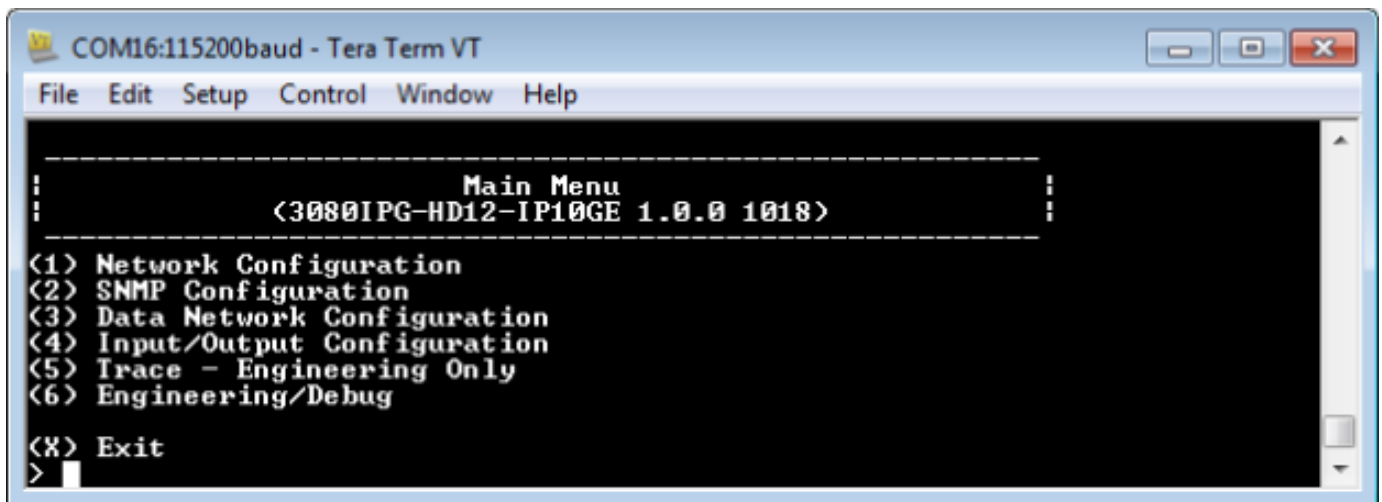 COM16:115200baud - Tera Term VT
File Edit Setup Control Window Help
Main Menu
(3080IPG-HD12-IP10GE 1.0.0 1018)
(1) Network Configuration
(2) SNMP Configuration
(3) Data Network Configuration
(4) Input/Output Configuration
(5) Trace - Engineering Only
(6) Engineering/Debug
(X) Exit
>